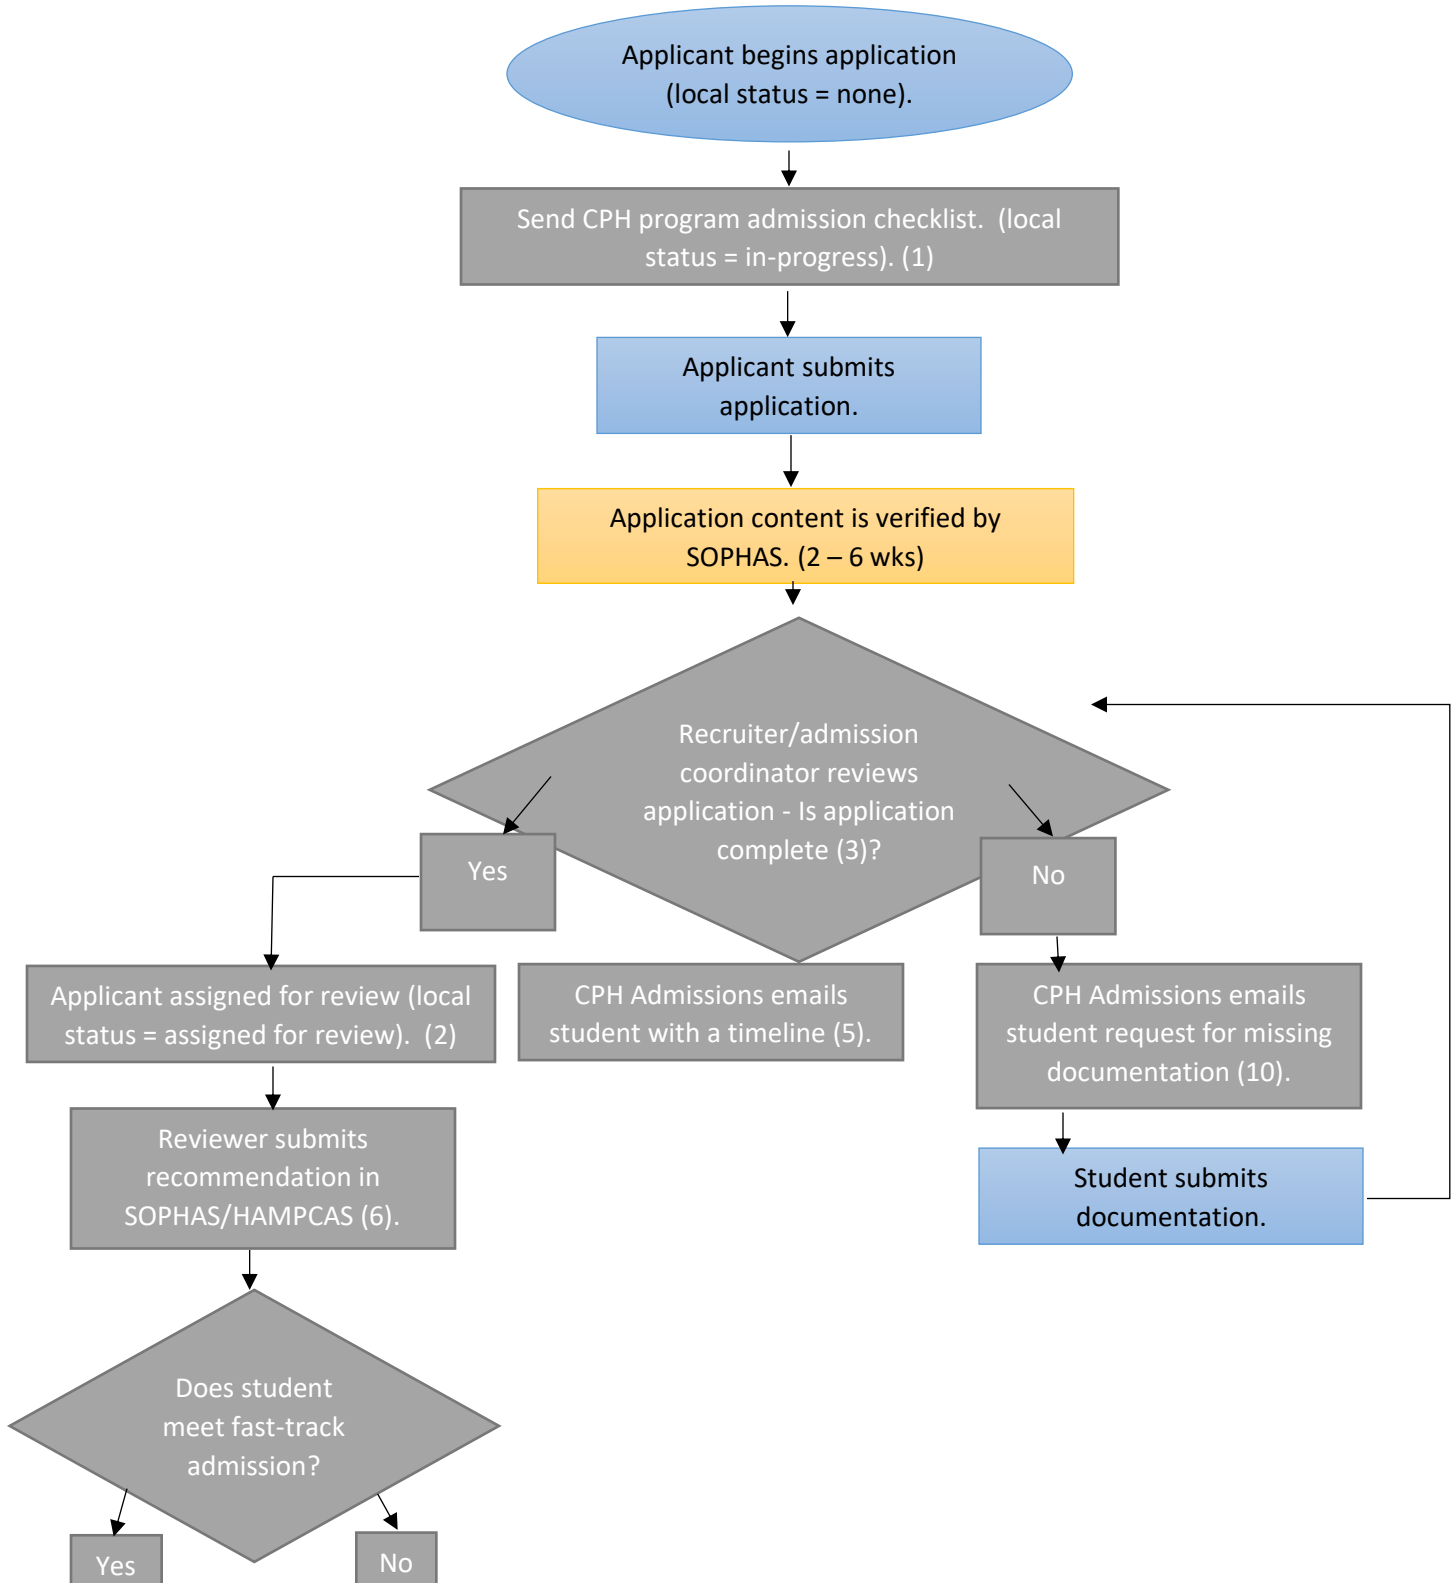 Applicant begins application
(local status = none).
Send CPH program admission checklist.  (local
status = in-progress). (1)
Applicant submits
application.
Application content is verified by
SOPHAS. (2 – 6 wks)
Recruiter/admission
coordinator reviews
application - Is application
complete (3)?
Yes
No
Applicant assigned for review (local
status = assigned for review).  (2)
CPH Admissions emails
student with a timeline (5).
CPH Admissions emails
student request for missing
documentation (10).
Reviewer submits
recommendation in
SOPHAS/HAMPCAS (6).
Student submits
documentation.
Does student
meet fast-track
admission?
Yes
No